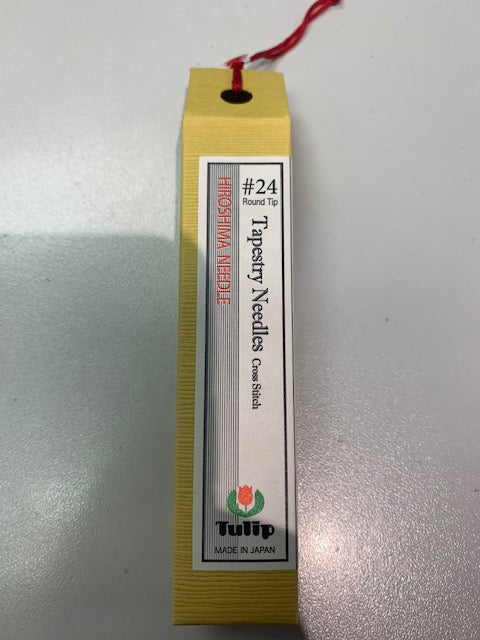 #24
Round Tip
HIROSHIMA NEEDLE
Tapestry Needles Cross Stitch
Tulip
MADE IN JAPAN